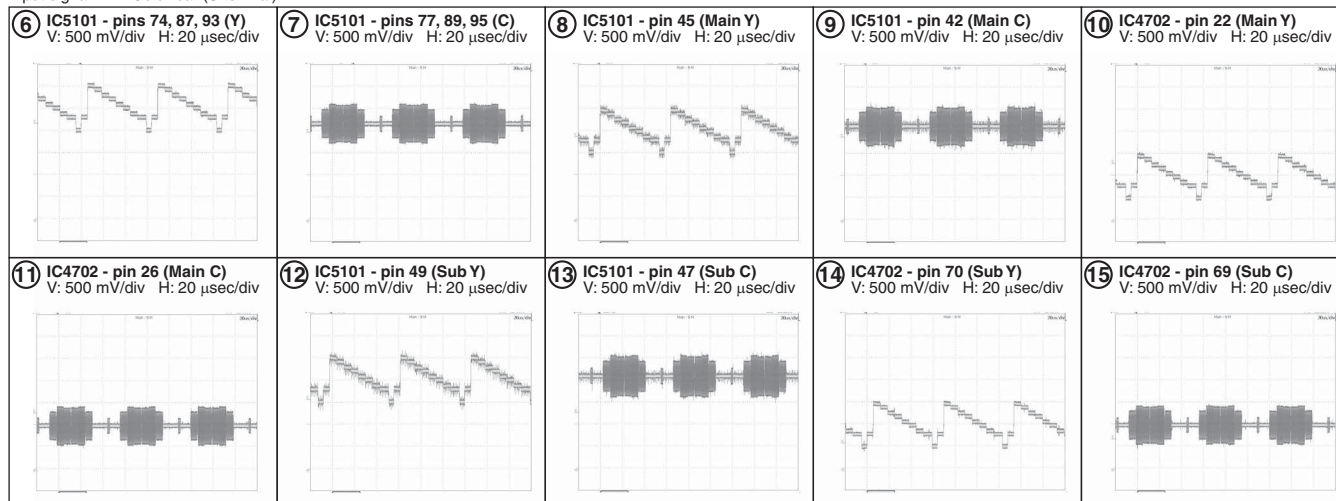 6 IC5101 - pins 74, 87, 93 (Y)
V: 500 mV/div H: 20 μsec/div
7 IC5101 - pins 77, 89, 95 (C)
V: 500 mV/div H: 20 μsec/div
8 IC5101 - pin 45 (Main Y)
V: 500 mV/div H: 20 μsec/div
9 IC5101 - pin 42 (Main C)
V: 500 mV/div H: 20 μsec/div
10 IC4702 - pin 22 (Main Y)
V: 500 mV/div H: 20 μsec/div
11 IC4702 - pin 26 (Main C)
V: 500 mV/div H: 20 μsec/div
12 IC5101 - pin 49 (Sub Y)
V: 500 mV/div H: 20 μsec/div
13 IC5101 - pin 47 (Sub C)
V: 500 mV/div H: 20 μsec/div
14 IC4702 - pin 70 (Sub Y)
V: 500 mV/div H: 20 μsec/div
15 IC4702 - pin 69 (Sub C)
V: 500 mV/div H: 20 μsec/div